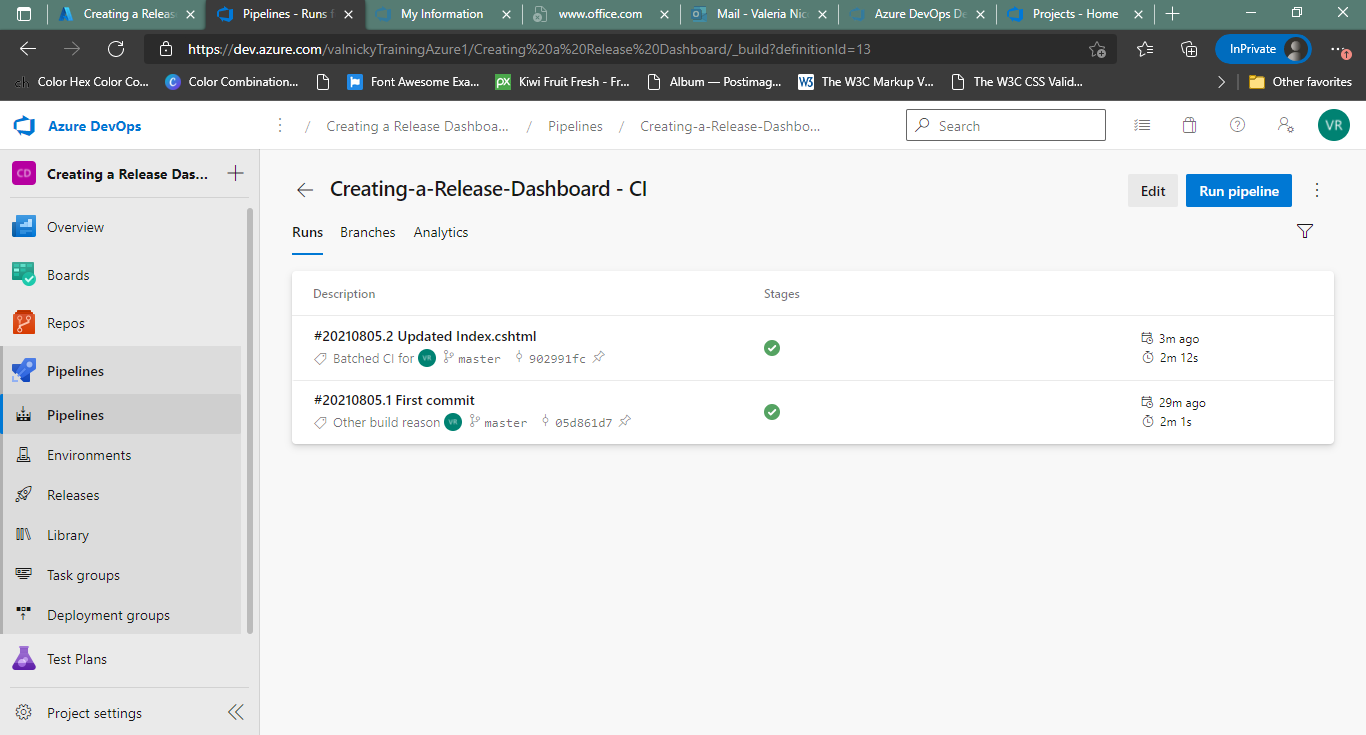 Creating a Releas
Pipelines - Runs f
My Information
www.office.com
Mail - Valeria Nic
Azure DevOps De
Projects - Home
https://dev.azure.com/valnickyTrainingAzure1/Creating%20a%20Release%20Dashboard/_build?definitionId=13
InPrivate
Color Hex Color Co...
Color Combination...
Font Awesome Exa...
Kiwi Fruit Fresh - Fr...
Album — Postimag...
The W3C Markup V...
The W3C CSS Valid...
Other favorites
Azure DevOps
/ Creating a Release Dashboa... / Pipelines / Creating-a-Release-Dashbo...
Search
VR
CD
Creating a Release Das...
Overview
Boards
Repos
Pipelines
Pipelines
Environments
Releases
Library
Task groups
Deployment groups
Test Plans
Project settings
Creating-a-Release-Dashboard - CI
Edit
Run pipeline
Runs
Branches
Analytics
Description
Stages
#20210805.2 Updated Index.cshtml
Batched CI for VR master 902991fc
3m ago
2m 12s
#20210805.1 First commit
Other build reason VR master 05d861d7
29m ago
2m 1s